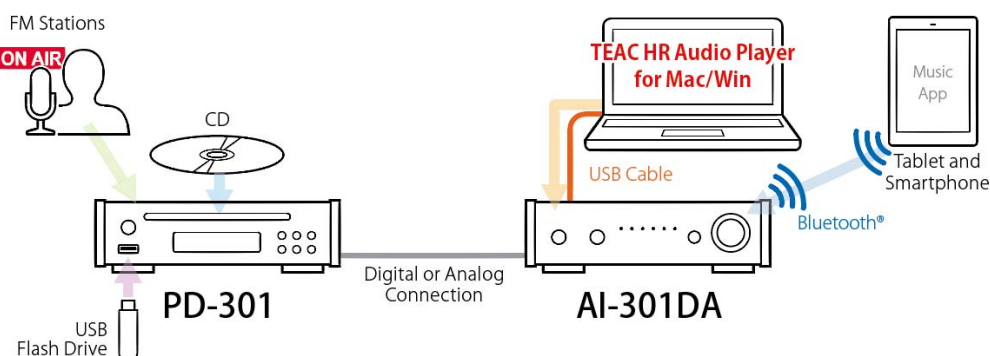 FM Stations
ON AIR
CD
TEAC HR Audio Player
for Mac/Win
Music
App
USB Cable
Tablet and
Smartphone
Bluetooth®
Digital or Analog
Connection
PD-301
AI-301DA
USB
Flash Drive